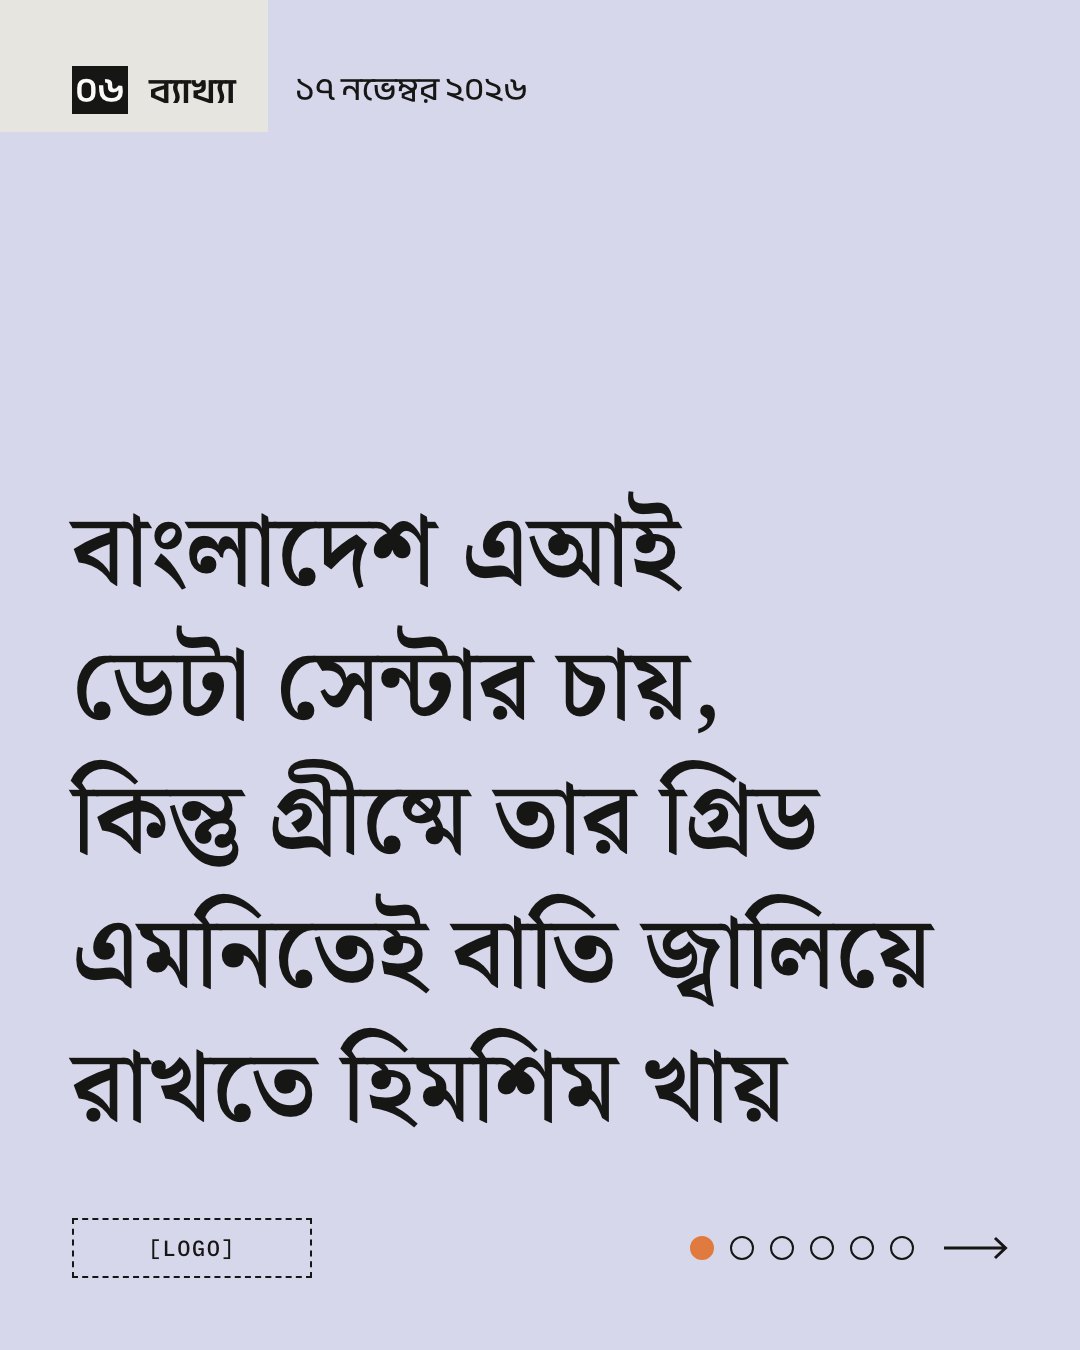 ০৬ ব্যাখ্যা ১৭ নভেম্বর ২০২৬
বাংলাদেশ এআই
ডেটা সেন্টার চায়,
কিন্তু গ্রীষ্মে তার গ্রিড
এমনিতেই বাতি জ্বালিয়ে
রাখতে হিমশিম খায়
[LOGO]